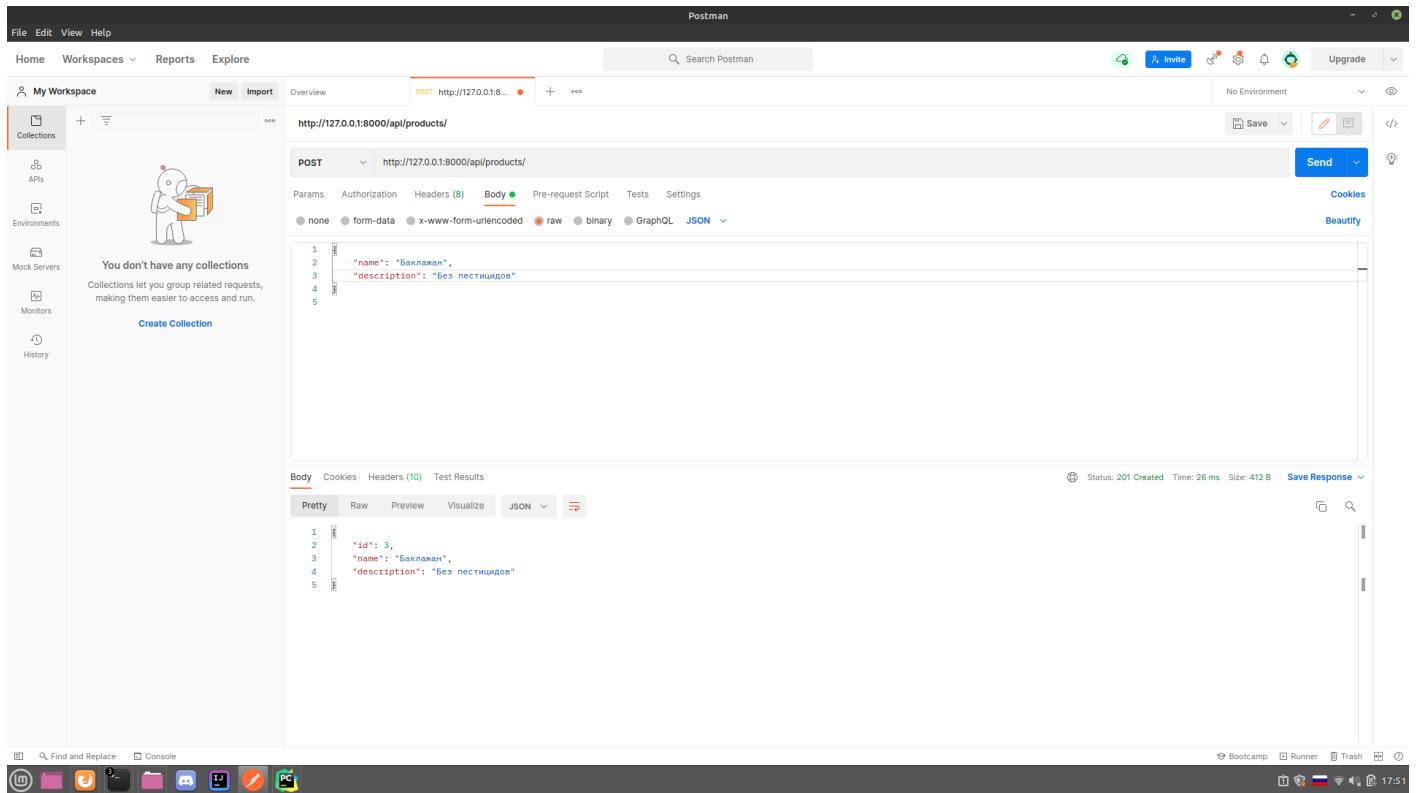 Postman
File Edit View Help
Home Workspaces Reports Explore
Search Postman
Invite
Upgrade
My Workspace New Import
Overview
POST http://127.0.0.1:8...
No Environment
Collections
APIs
Environments
Mock Servers
Monitors
History
You don't have any collections
Collections let you group related requests,
making them easier to access and run.
Create Collection
http://127.0.0.1:8000/api/products/
Save
POST http://127.0.0.1:8000/api/products/
Send
Params Authorization Headers (8) Body Pre-request Script Tests Settings
Cookies
none form-data x-www-form-urlencoded raw binary GraphQL JSON
Beautify
1 {
2 "name": "Баклажан",
3 "description": "Без пестицидов"
4 }
5
Body Cookies Headers (10) Test Results
Status: 201 Created Time: 26 ms Size: 412 B Save Response
Pretty Raw Preview Visualize JSON
1 {
2 "id": 3,
3 "name": "Баклажан",
4 "description": "Без пестицидов"
5 }
Find and Replace Console
Bootcamp Runner Trash
3
IJ
PC
17:51